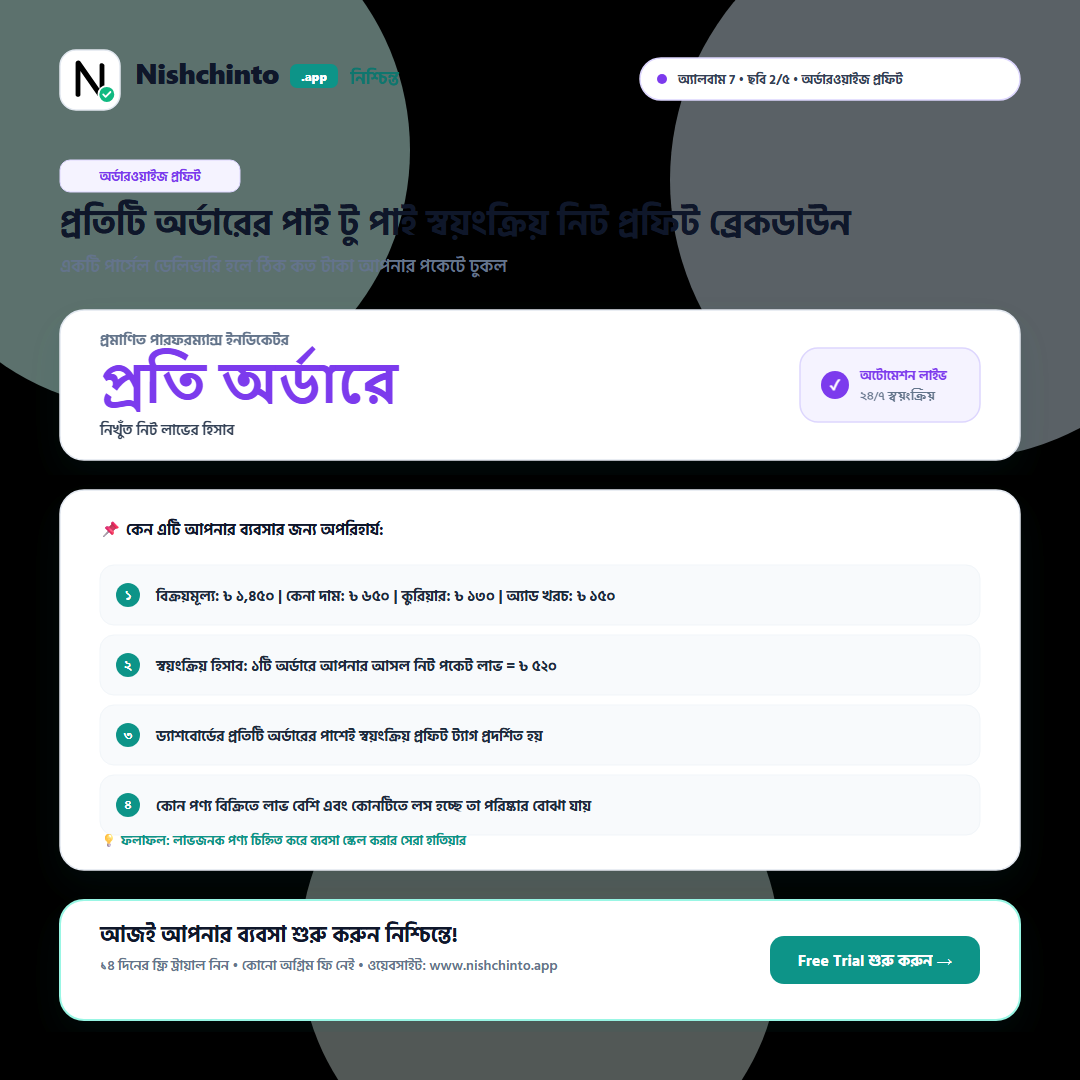 Nishchinto .app নিশ্চিন্ত
অ্যালবাম 7 • ছবি 2/৫ • অর্ডারওয়াইজ প্রফিট
অর্ডারওয়াইজ প্রফিট
প্রতিটি অর্ডারের পাই টু পাই স্বয়ংক্রিয় নিট প্রফিট ব্রেকডাউন
একটি পার্সেল ডেলিভারি হলে ঠিক কত টাকা আপনার পকেটে ঢুকল
প্রমাণিত পারফরম্যান্স ইনডিকেটর
প্রতি অর্ডারে
নিখুঁত নিট লাভের হিসাব
অটোমেশন লাইভ
২৪/৭ স্বয়ংক্রিয়
📌 কেন এটি আপনার ব্যবসার জন্য অপরিহার্য:
১ বিক্রয়মূল্য: ৳ ১,৪৫০ | কেনা দাম: ৳ ৬৫০ | কুরিয়ার: ৳ ১৩০ | অ্যাড খরচ: ৳ ১৫০
২ স্বয়ংক্রিয় হিসাব: ১টি অর্ডারে আপনার আসল নিট পকেট লাভ = ৳ ৫২০
৩ ড্যাশবোর্ডের প্রতিটি অর্ডারের পাশেই স্বয়ংক্রিয় প্রফিট ট্যাগ প্রদর্শিত হয়
৪ কোন পণ্য বিক্রিতে লাভ বেশি এবং কোনটিতে লস হচ্ছে তা পরিষ্কার বোঝা যায়
💡 ফলাফল: লাভজনক পণ্য চিহ্নিত করে ব্যবসা স্কেল করার সেরা হাতিয়ার
আজই আপনার ব্যবসা শুরু করুন নিশ্চিন্তে!
১৪ দিনের ফ্রি ট্রায়াল নিন • কোনো অগ্রিম ফি নেই • ওয়েবসাইট: www.nishchinto.app
Free Trial শুরু করুন →